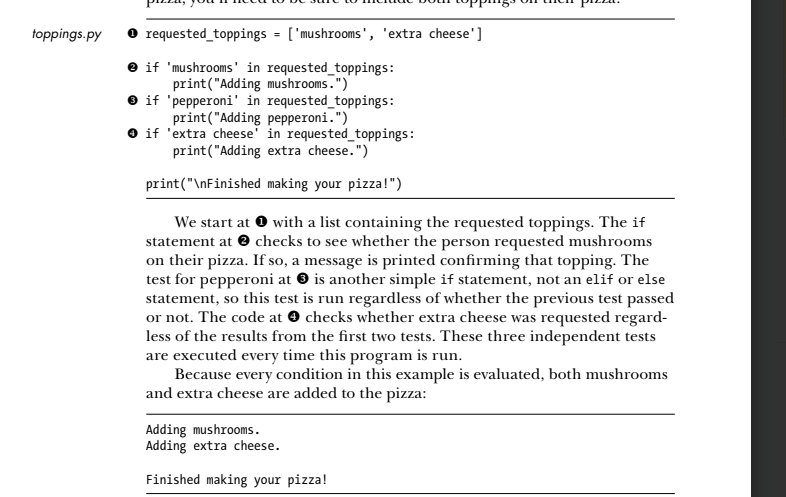 pizza, you'll need to be sure to include both toppings on their pizza.
toppings.py ❶ requested_toppings = ['mushrooms', 'extra cheese']
❷ if 'mushrooms' in requested_toppings:
print("Adding mushrooms.")
❸ if 'pepperoni' in requested_toppings:
print("Adding pepperoni.")
❹ if 'extra cheese' in requested_toppings:
print("Adding extra cheese.")
print("\nFinished making your pizza!")
We start at ❶ with a list containing the requested toppings. The if
statement at ❷ checks to see whether the person requested mushrooms
on their pizza. If so, a message is printed confirming that topping. The
test for pepperoni at ❸ is another simple if statement, not an elif or else
statement, so this test is run regardless of whether the previous test passed
or not. The code at ❹ checks whether extra cheese was requested regard-
less of the results from the first two tests. These three independent tests
are executed every time this program is run.
Because every condition in this example is evaluated, both mushrooms
and extra cheese are added to the pizza:
Adding mushrooms.
Adding extra cheese.
Finished making your pizza!